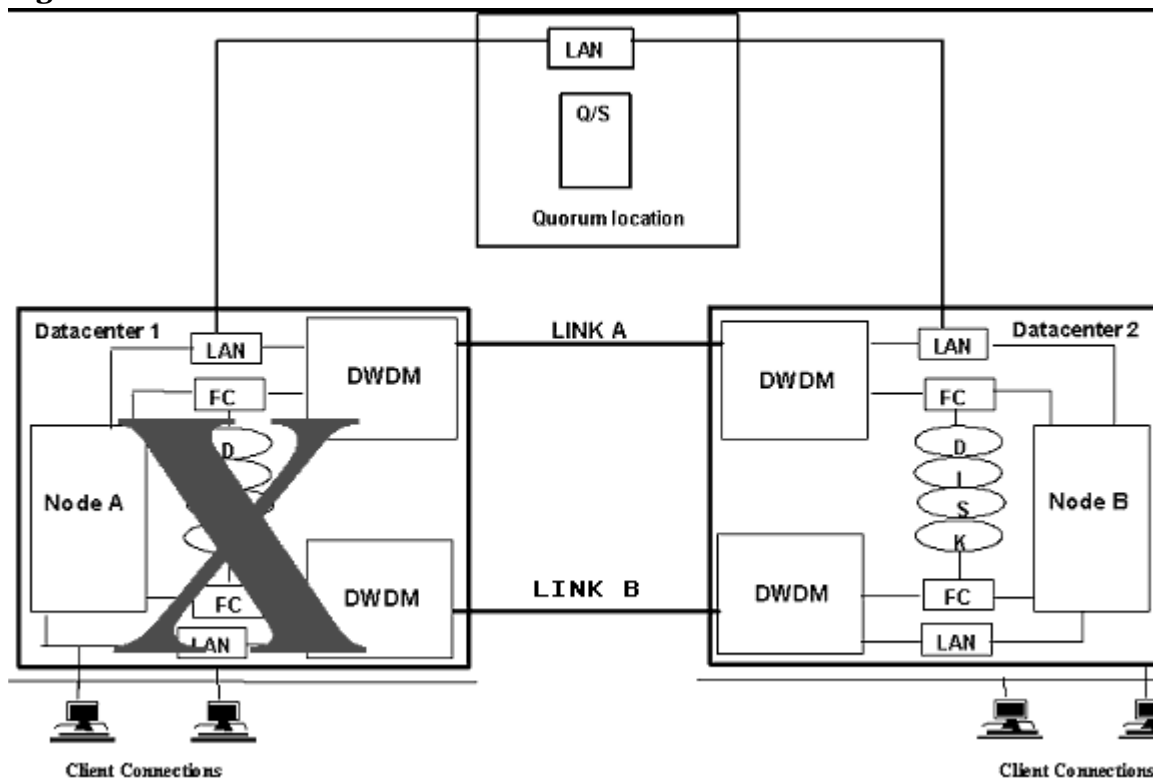 LAN
Q/S
Quorum location
Datacenter 1
LAN
DWDM
FC
D
Node A
DWDM
FC
LAN
Client Connections
LINK A
LINK B
DWDM
LAN
Datacenter 2
FC
D
I
S
K
Node B
DWDM
FC
LAN
Client Connections